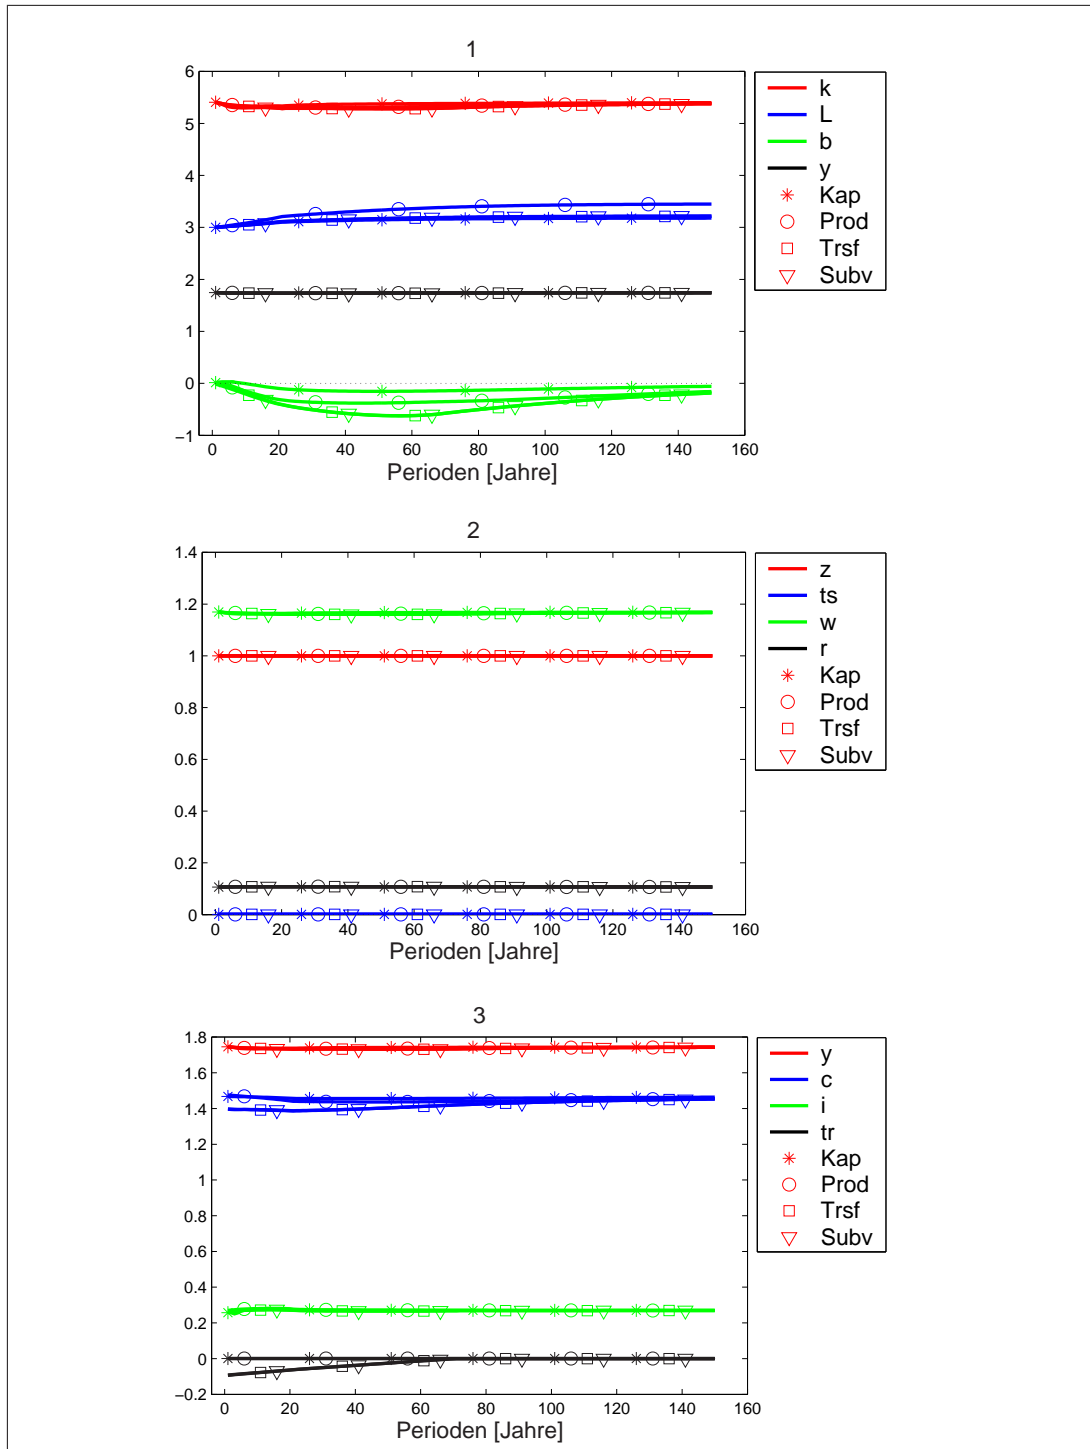 1
6
5
4
3
2
1
0
−1
0 20 40 60 80 100 120 140 160
Perioden [Jahre]
k
L
b
y
Kap
Prod
Trsf
Subv
2
1.4
1.2
1
0.8
0.6
0.4
0.2
0
0 20 40 60 80 100 120 140 160
Perioden [Jahre]
z
ts
w
r
Kap
Prod
Trsf
Subv
3
1.8
1.6
1.4
1.2
1
0.8
0.6
0.4
0.2
0
−0.2
0 20 40 60 80 100 120 140 160
Perioden [Jahre]
y
c
i
tr
Kap
Prod
Trsf
Subv